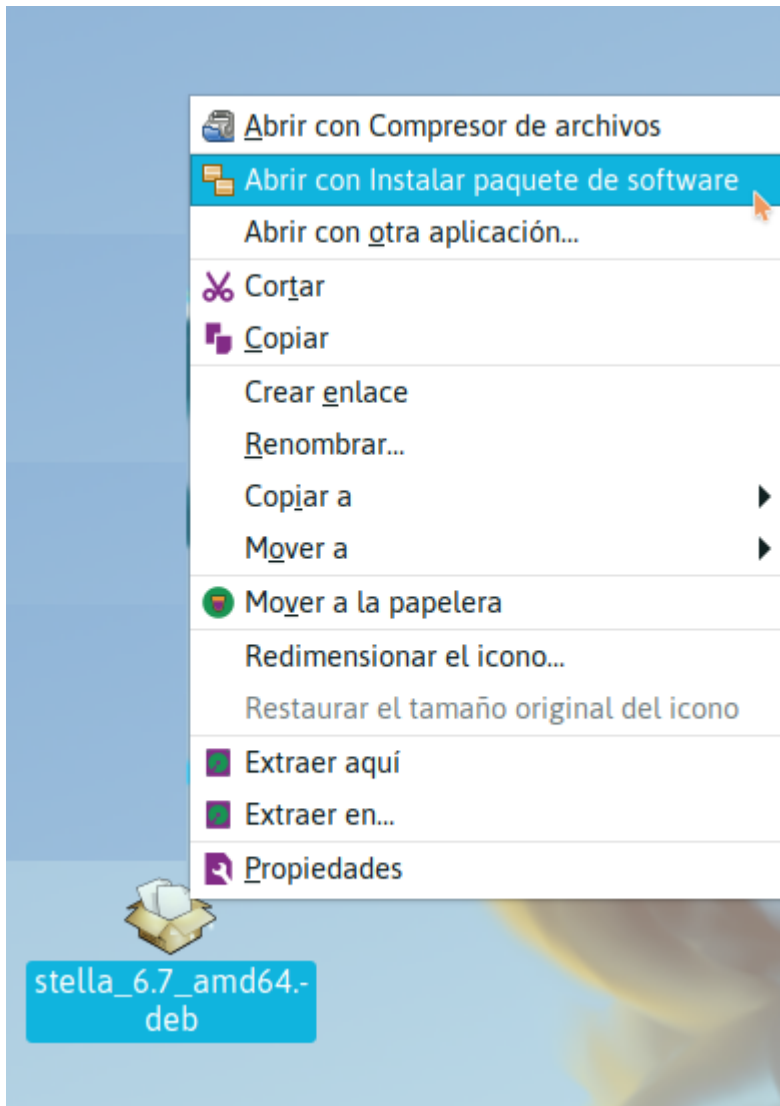 Abrir con Compresor de archivos
Abrir con Instalar paquete de software
Abrir con otra aplicación...
Cortar
Copiar
Crear enlace
Renombrar...
Copiar a
Mover a
Mover a la papelera
Redimensionar el icono...
Restaurar el tamaño original del icono
Extraer aquí
Extraer en...
Propiedades
stella_6.7_amd64.-
deb